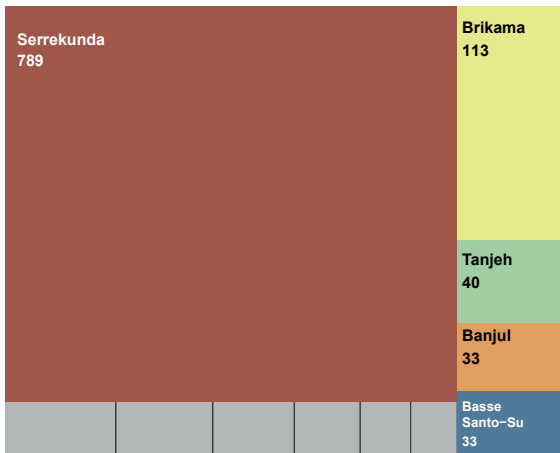 Serrekunda
789
Brikama
113
Tanjeh
40
Banjul
33
Basse
Santo−Su
33